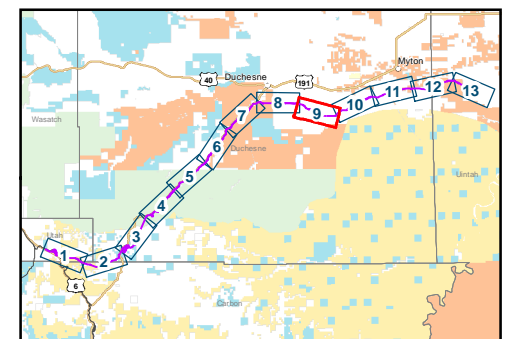 Myton
40
Duchesne
191
13
12
11
10
9
8
7
Wasatch
6
Duchesne
5
Uintah
4
3
Utah
2
1
6
Carbon